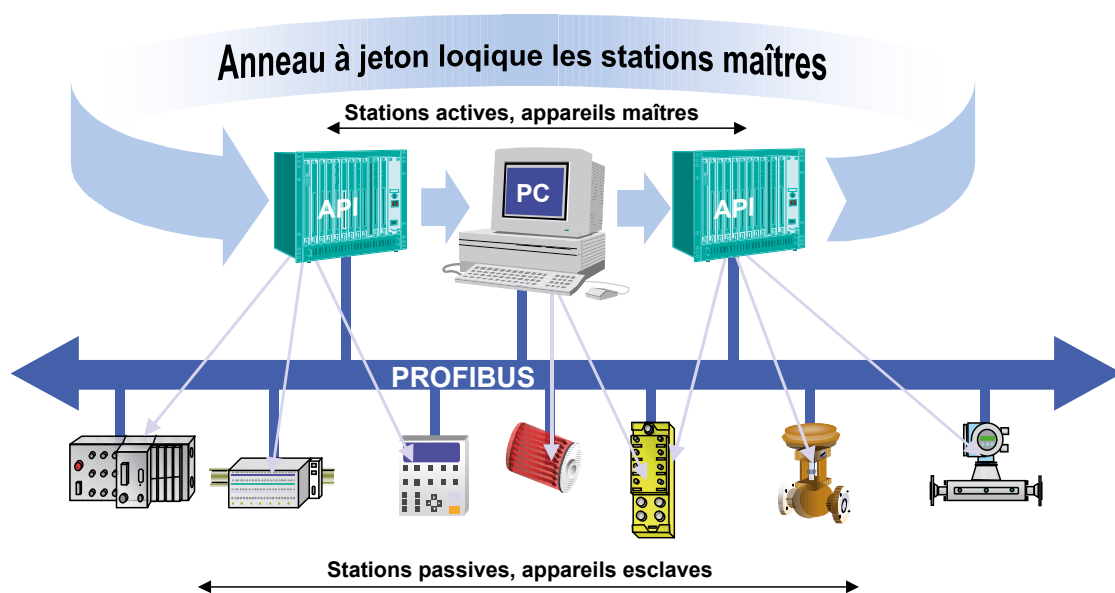 Anneau à jeton loqique les stations maîtres
Stations actives, appareils maîtres
API
PC
API
PROFIBUS
Stations passives, appareils esclaves